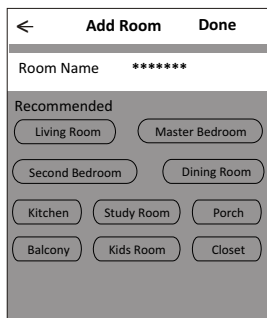 Add Room Done
Room Name *******
Recommended
Living Room Master Bedroom
Second Bedroom Dining Room
Kitchen Study Room Porch
Balcony Kids Room Closet